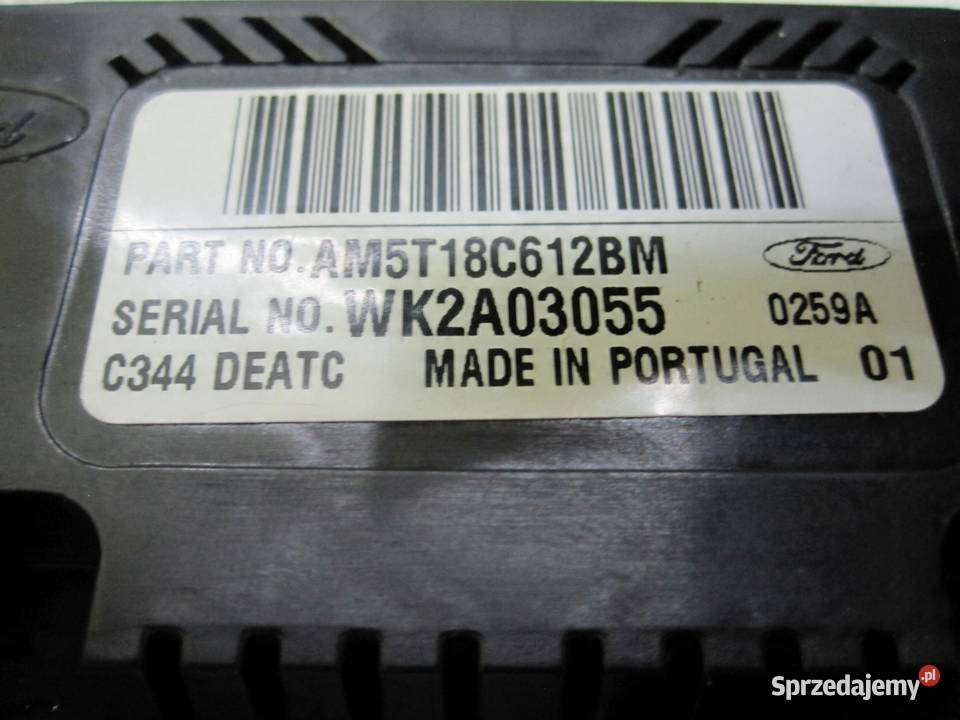 PART NO. AM5T18C612BM Ford
SERIAL NO. WK2A03055 0259A
C344 DEATC MADE IN PORTUGAL 01
Sprzedajemy.pl